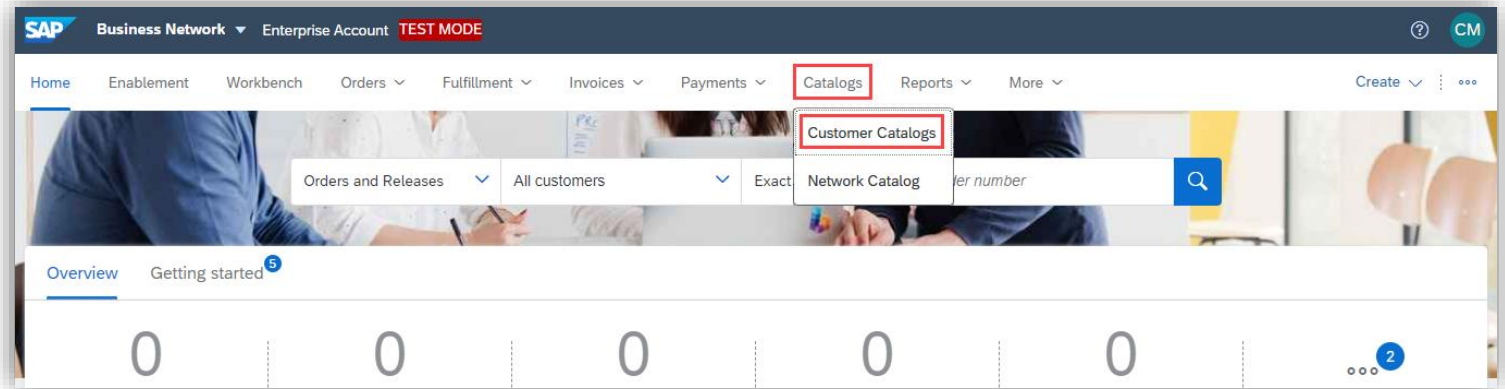 SAP Business Network Enterprise Account TEST MODE ? CM
Home Enablement Workbench Orders Fulfillment Invoices Payments Catalogs Reports More Create
Customer Catalogs
Orders and Releases All customers Exact Network Catalog number
Overview Getting started 5
0 0 0 0 0 2